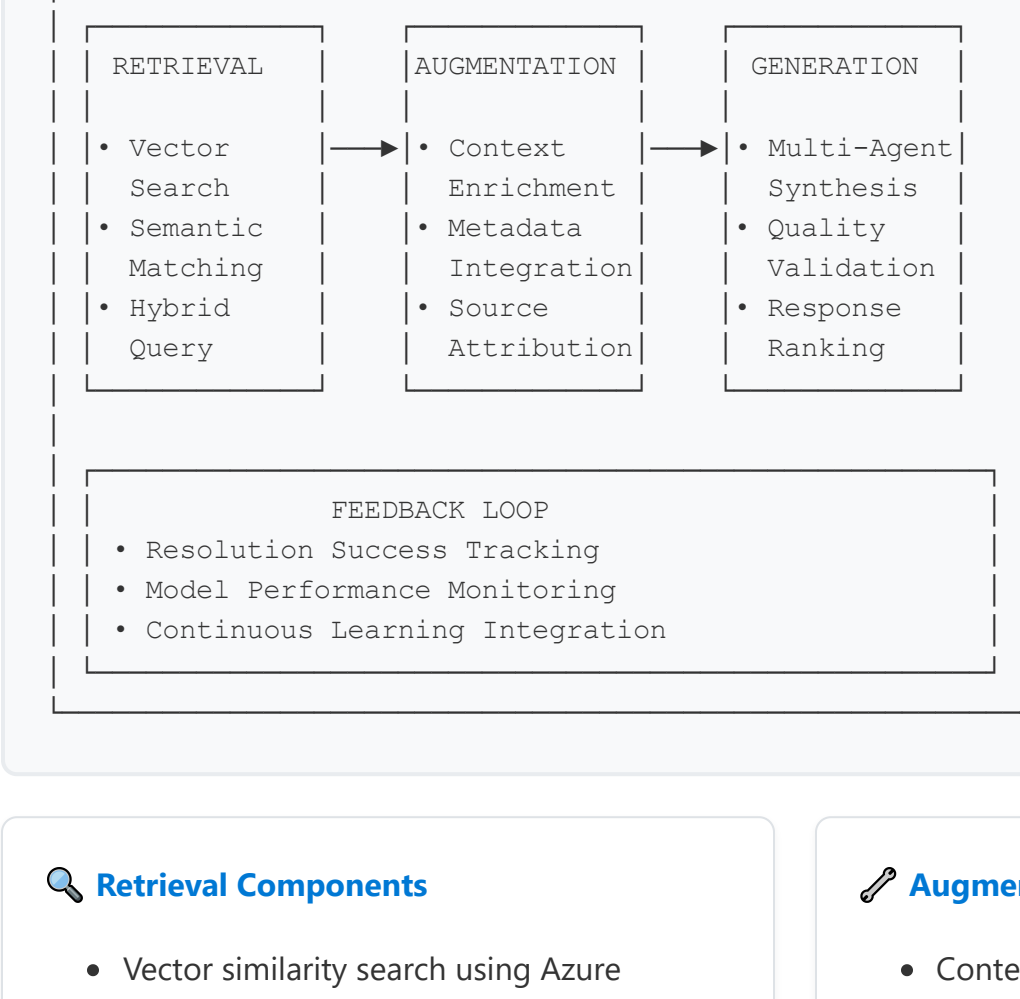 RETRIEVAL
• Vector
Search
• Semantic
Matching
• Hybrid
Query
AUGMENTATION
• Context
Enrichment
• Metadata
Integration
• Source
Attribution
GENERATION
• Multi-Agent
Synthesis
• Quality
Validation
• Response
Ranking
FEEDBACK LOOP
• Resolution Success Tracking
• Model Performance Monitoring
• Continuous Learning Integration
Retrieval Components
• Vector similarity search using Azure